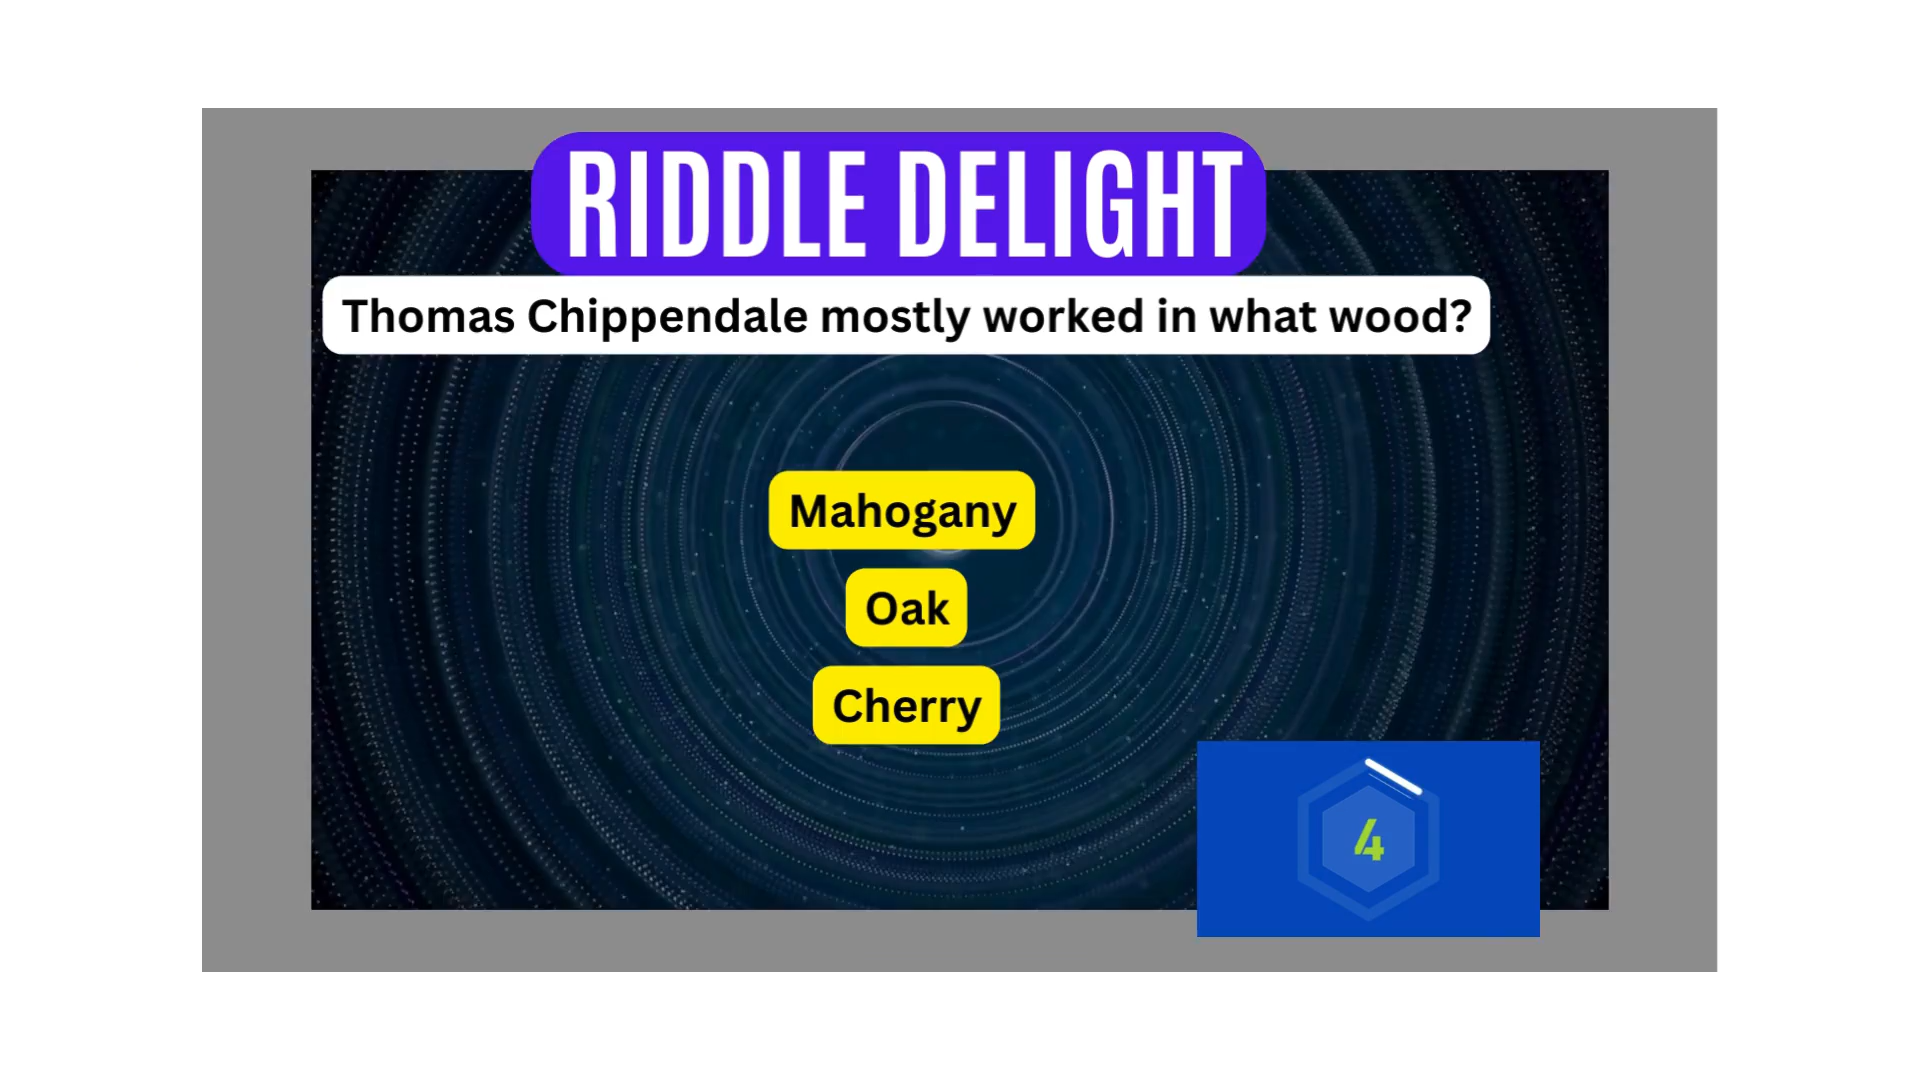 RIDDLE DELIGHT
Thomas Chippendale mostly worked in what wood?
Mahogany
Oak
Cherry
4